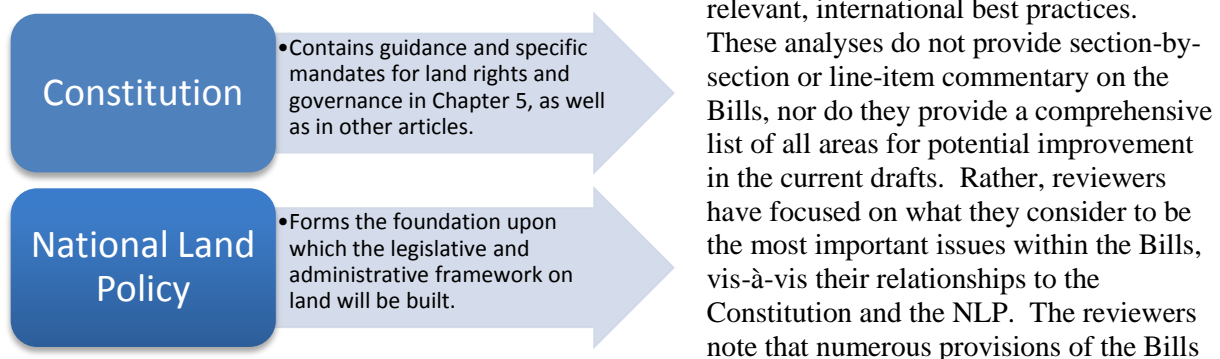 Constitution
•Contains guidance and specific
mandates for land rights and
governance in Chapter 5, as well
as in other articles.
National Land
Policy
•Forms the foundation upon
which the legislative and
administrative framework on
land will be built.
relevant, international best practices.
These analyses do not provide section-by-
section or line-item commentary on the
Bills, nor do they provide a comprehensive
list of all areas for potential improvement
in the current drafts.  Rather, reviewers
have focused on what they consider to be
the most important issues within the Bills,
vis-à-vis their relationships to the
Constitution and the NLP.  The reviewers
note that numerous provisions of the Bills